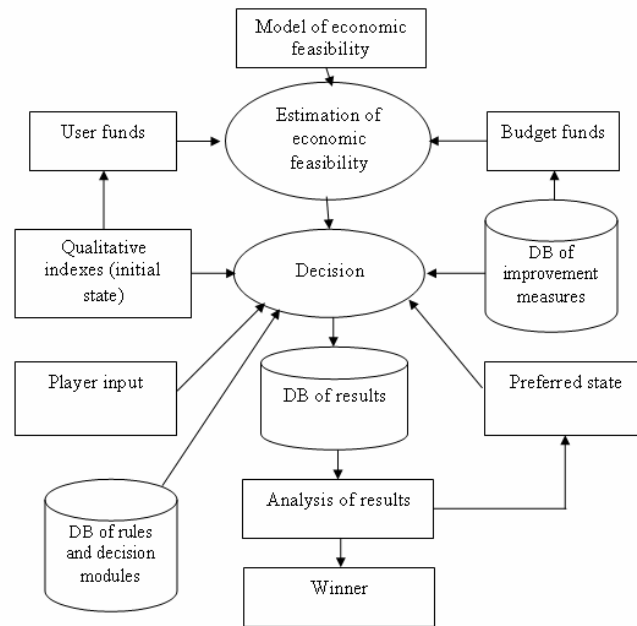 Model of economic
feasibility
Estimation of
economic
feasibility
User funds
Budget funds
Qualitative
indexes (initial
state)
Decision
DB of
improvement
measures
Player input
DB of results
Preferred state
Analysis of results
DB of rules
and decision
modules
Winner